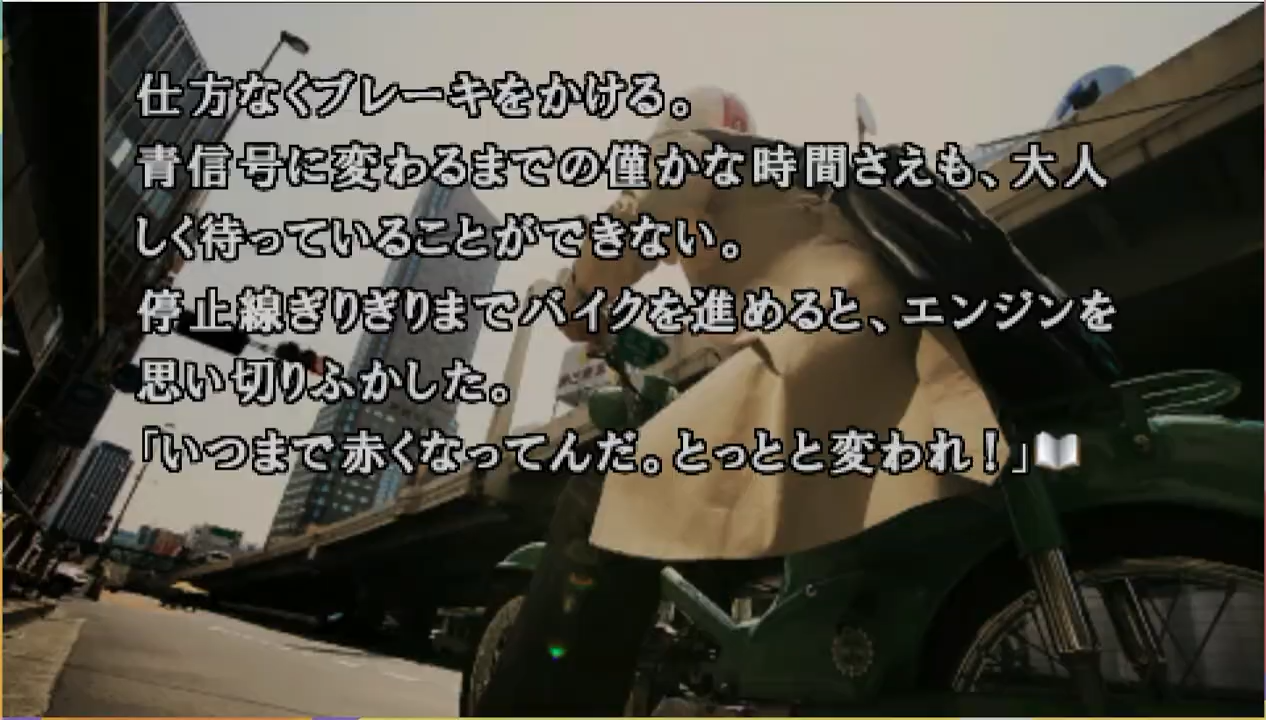 仕方なくブレーキをかける。
青信号に変わるまでの僅かな時間さえも、大人
しく待っていることができない。
停止線ぎりぎりまでバイクを進めると、エンジンを
思い切りふかした。
「いつまで赤くなってんだ。とっとと変われ！」